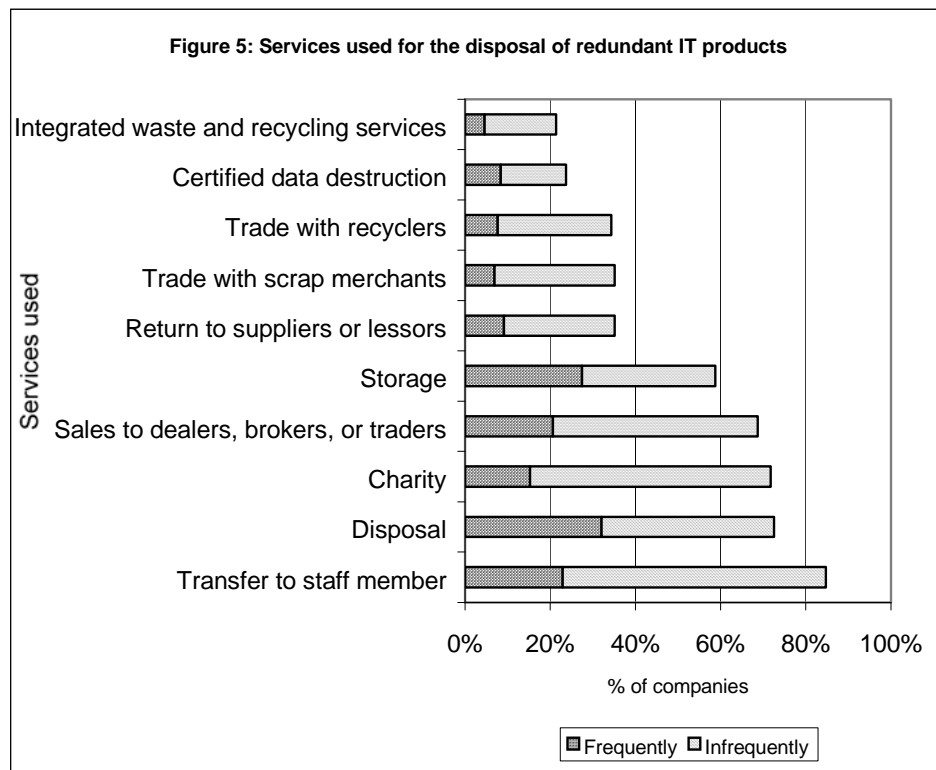 Figure 5: Services used for the disposal of redundant IT products
Services used
Integrated waste and recycling services
Certified data destruction
Trade with recyclers
Trade with scrap merchants
Return to suppliers or lessors
Storage
Sales to dealers, brokers, or traders
Charity
Disposal
Transfer to staff member
0% 20% 40% 60% 80% 100%
% of companies
Frequently Infrequently